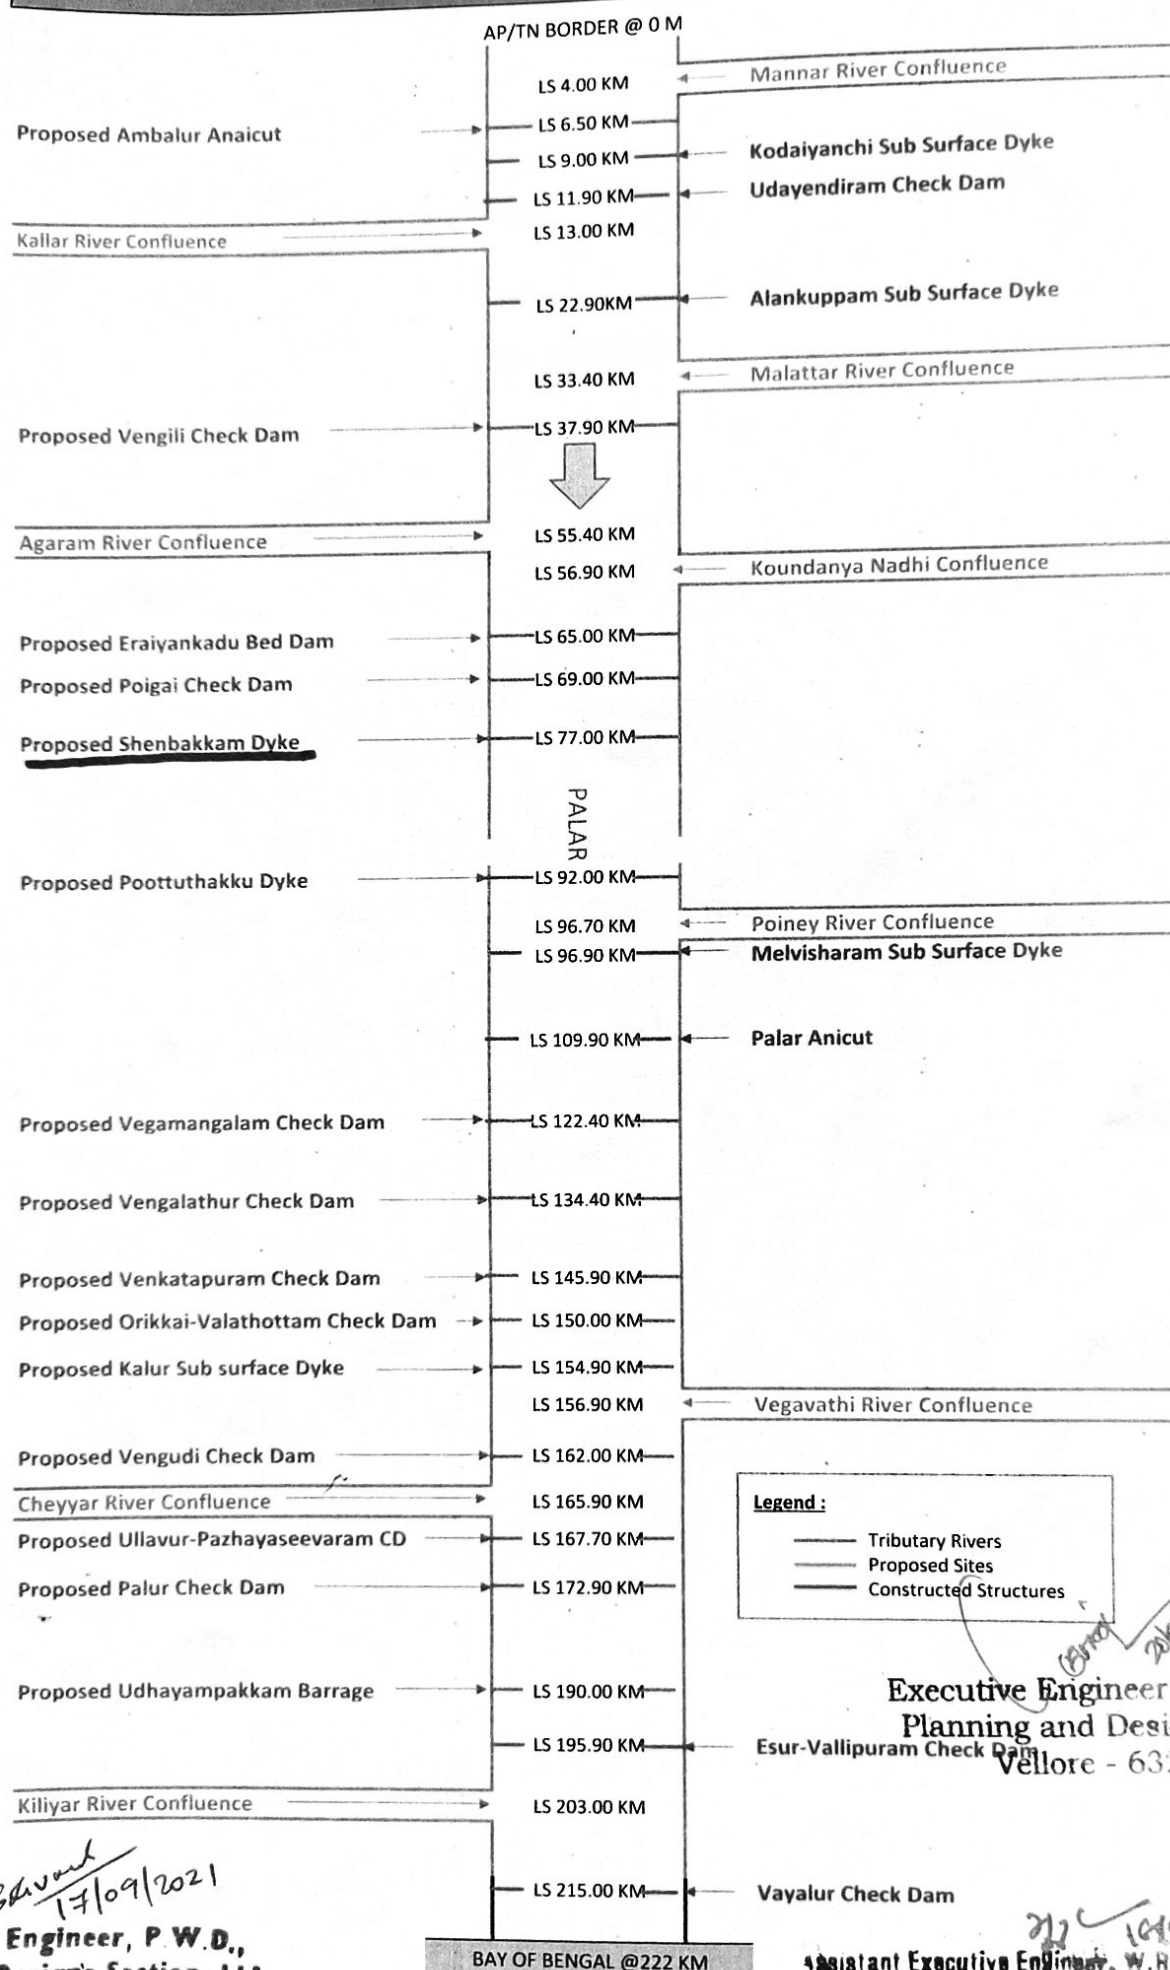 AP/TN BORDER @ 0 M
LS 4.00 KM
Mannar River Confluence
Proposed Ambalur Anaicut
LS 6.50 KM
LS 9.00 KM
Kodaiyanchi Sub Surface Dyke
LS 11.90 KM
Udayendiram Check Dam
Kallar River Confluence
LS 13.00 KM
LS 22.90KM
Alankuppam Sub Surface Dyke
LS 33.40 KM
Malattar River Confluence
Proposed Vengili Check Dam
LS 37.90 KM
Agaram River Confluence
LS 55.40 KM
LS 56.90 KM
Koundanya Nadhi Confluence
Proposed Eraiyankadu Bed Dam
LS 65.00 KM
Proposed Poigai Check Dam
LS 69.00 KM
Proposed Shenbakkam Dyke
LS 77.00 KM
PALAR
Proposed Poottuthakku Dyke
LS 92.00 KM
LS 96.70 KM
Poiney River Confluence
LS 96.90 KM
Melvisharam Sub Surface Dyke
LS 109.90 KM
Palar Anicut
Proposed Vegamangalam Check Dam
LS 122.40 KM
Proposed Vengalathur Check Dam
LS 134.40 KM
Proposed Venkatapuram Check Dam
LS 145.90 KM
Proposed Orikkai-Valathottam Check Dam
LS 150.00 KM
Proposed Kalur Sub surface Dyke
LS 154.90 KM
LS 156.90 KM
Vegavathi River Confluence
Proposed Vengudi Check Dam
LS 162.00 KM
Cheyyar River Confluence
LS 165.90 KM
Proposed Ullavur-Pazhayaseevaram CD
LS 167.70 KM
Proposed Palur Check Dam
LS 172.90 KM
Legend :
Tributary Rivers
Proposed Sites
Constructed Structures
Proposed Udhayampakkam Barrage
LS 190.00 KM
Executive Engineer
Planning and Desi
Vellore - 63
LS 195.90 KM
Esur-Vallipuram Check Dam
Kiliyar River Confluence
LS 203.00 KM
17/09/2021
LS 215.00 KM
Vayalur Check Dam
Engineer, P.W.D.,
Section
BAY OF BENGAL @222 KM
Assistant Executive Engineer, W.R